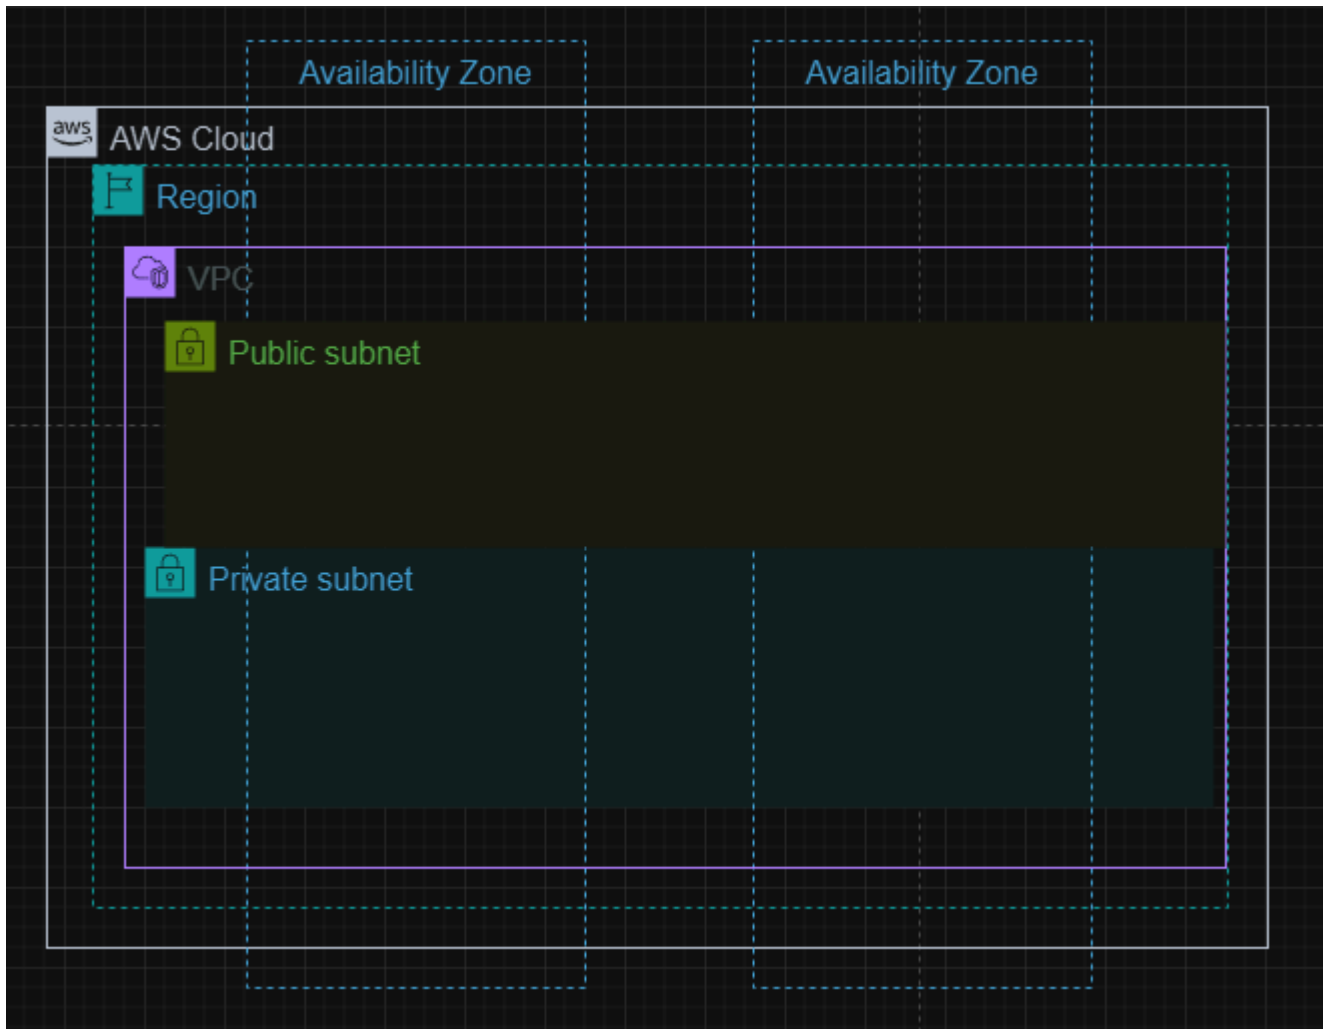 Availability Zone
Availability Zone
aws
AWS Cloud
Region
VPC
Public subnet
Private subnet